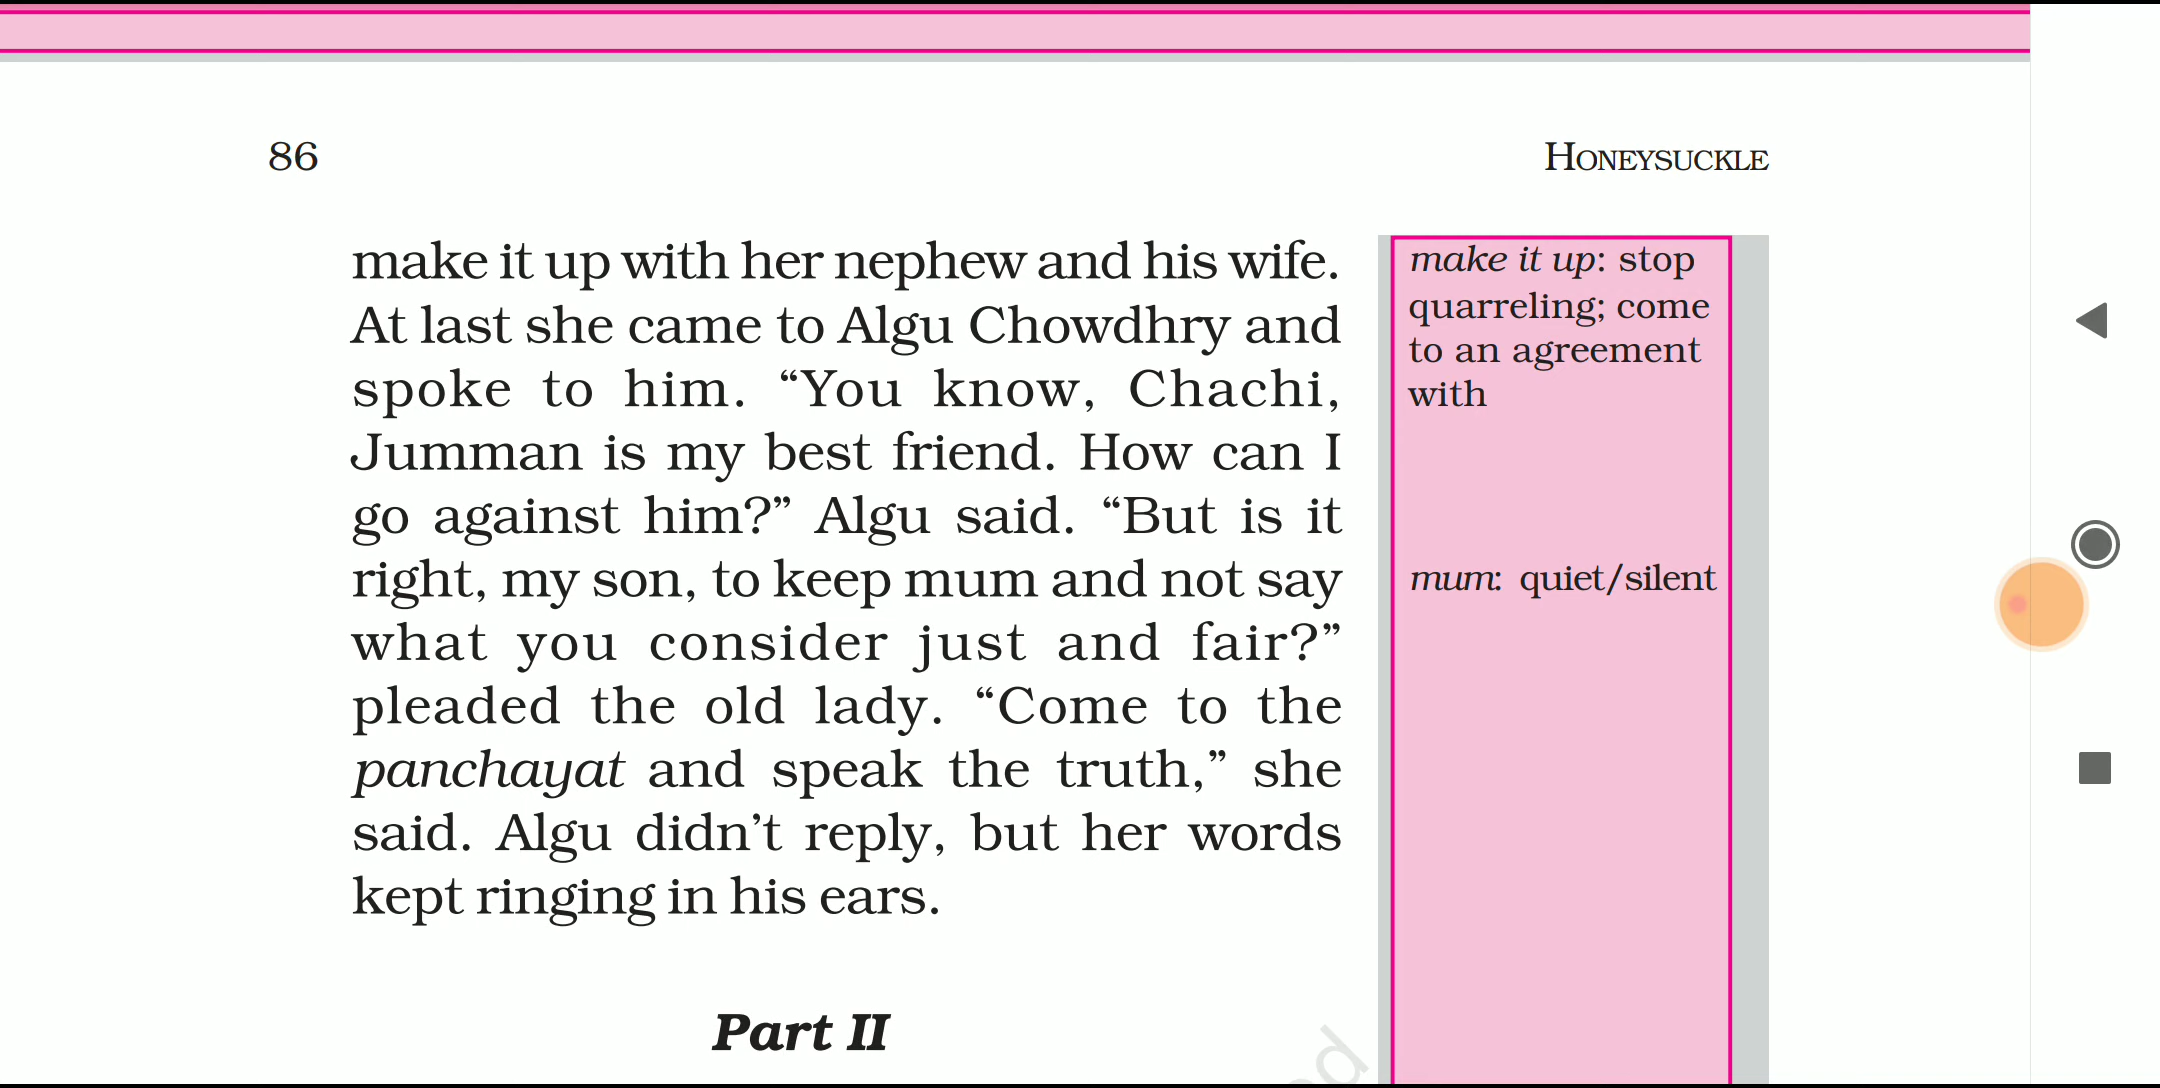 86
HONEYSUCKLE
make it up with her nephew and his wife.
At last she came to Algu Chowdhry and
spoke to him. “You know, Chachi,
Jumman is my best friend. How can I
go against him?” Algu said. “But is it
right, my son, to keep mum and not say
what you consider just and fair?”
pleaded the old lady. “Come to the
panchayat and speak the truth,” she
said. Algu didn’t reply, but her words
kept ringing in his ears.
Part II
make it up: stop
quarreling; come
to an agreement
with
mum: quiet/silent